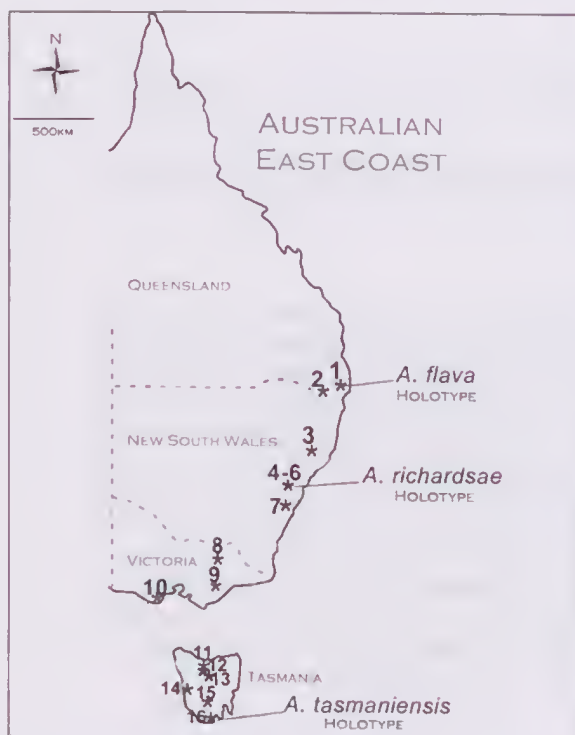 N
500KM
AUSTRALIAN
EAST COAST
QUEENSLAND
1
2
A. flava
HOLOTYPE
NEW SOUTH WALES
3
4-6
A. richardsae
HOLOTYPE
7
8
VICTORIA
9
10
11
12
13
TASMANIA
14
15
A. tasmaniensis
16
HOLOTYPE